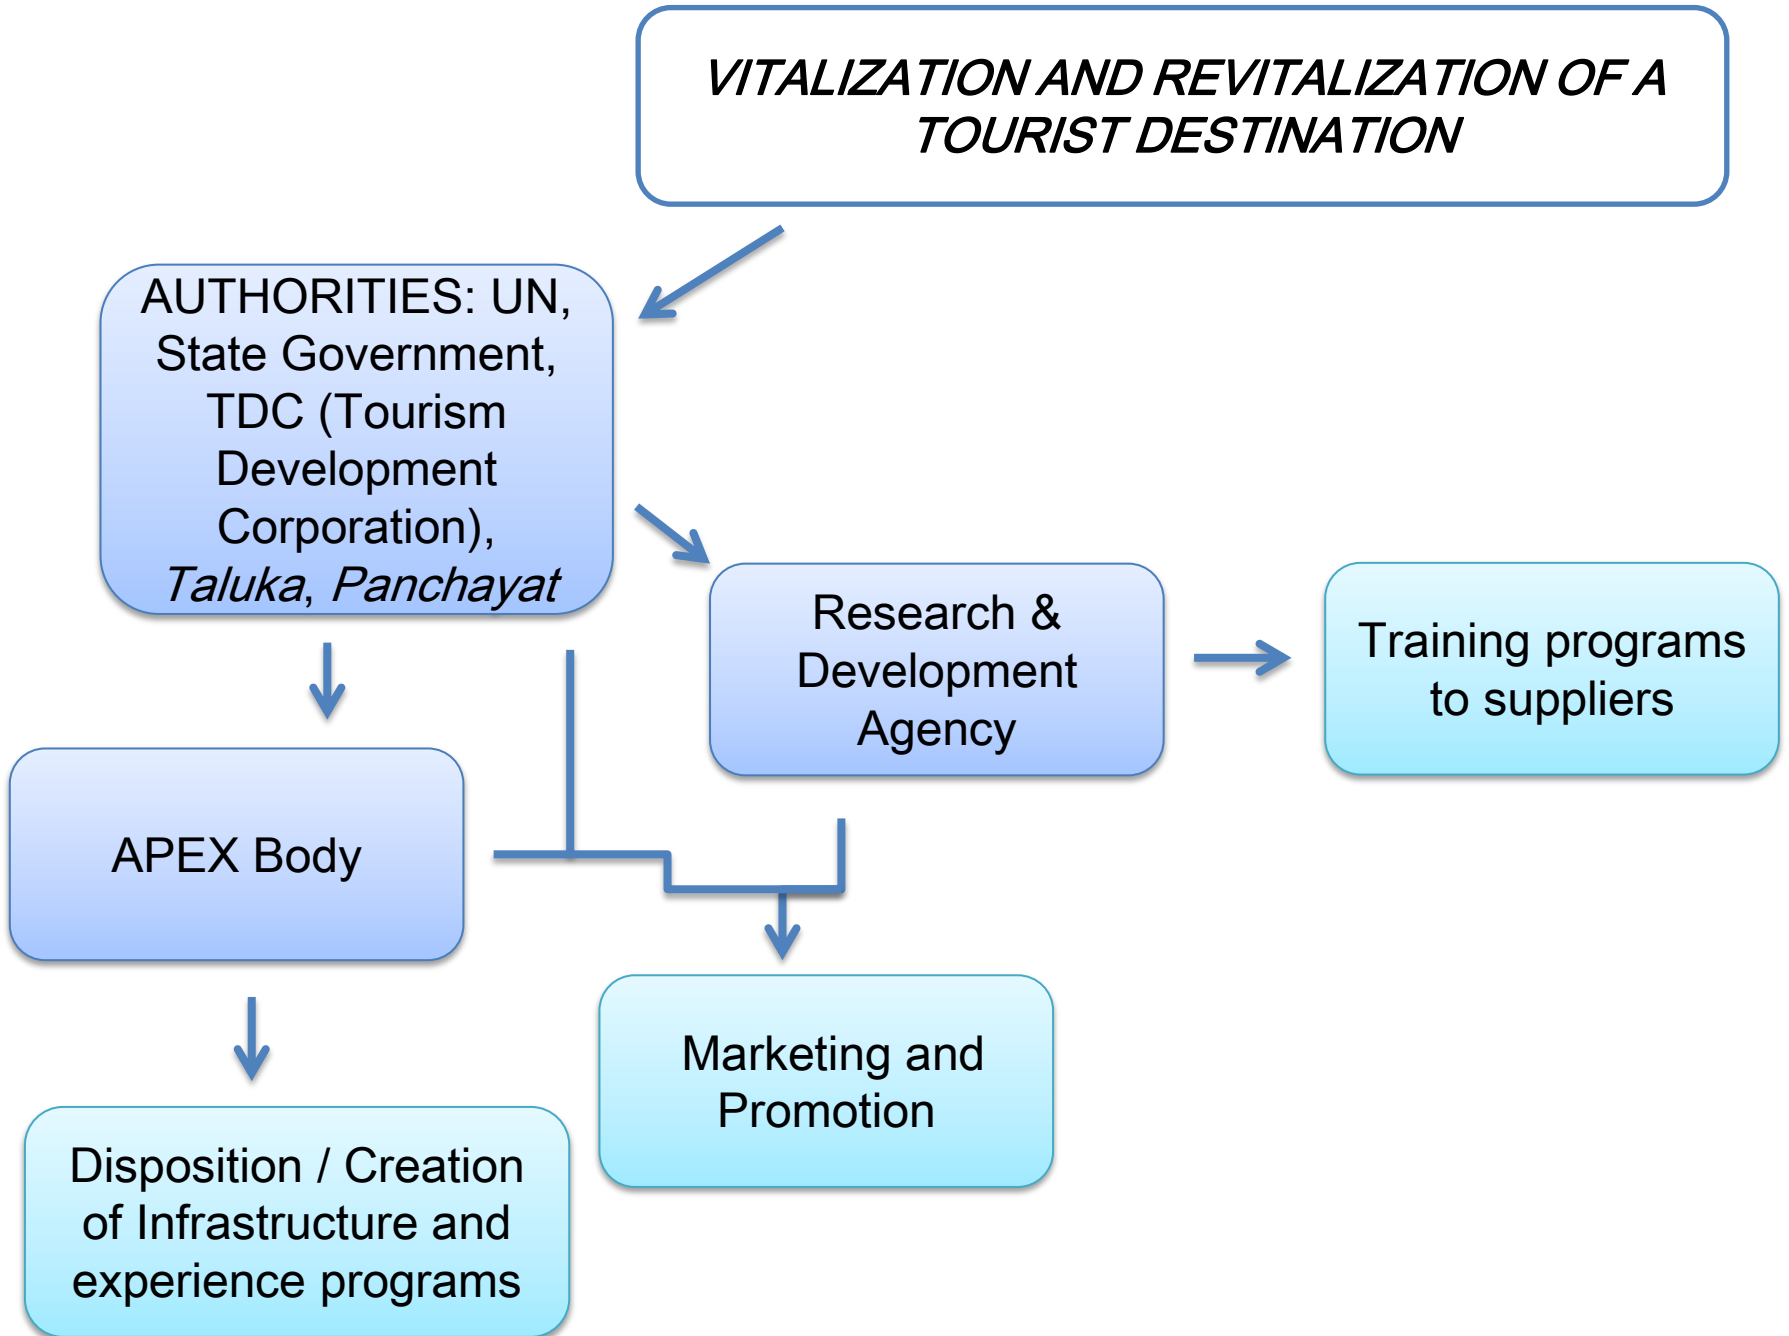 VITALIZATION AND REVITALIZATION OF A
TOURIST DESTINATION
AUTHORITIES: UN,
State Government,
TDC (Tourism
Development
Corporation),
Taluka, Panchayat
Research &
Development
Agency
Training programs
to suppliers
APEX Body
Marketing and
Promotion
Disposition / Creation
of Infrastructure and
experience programs